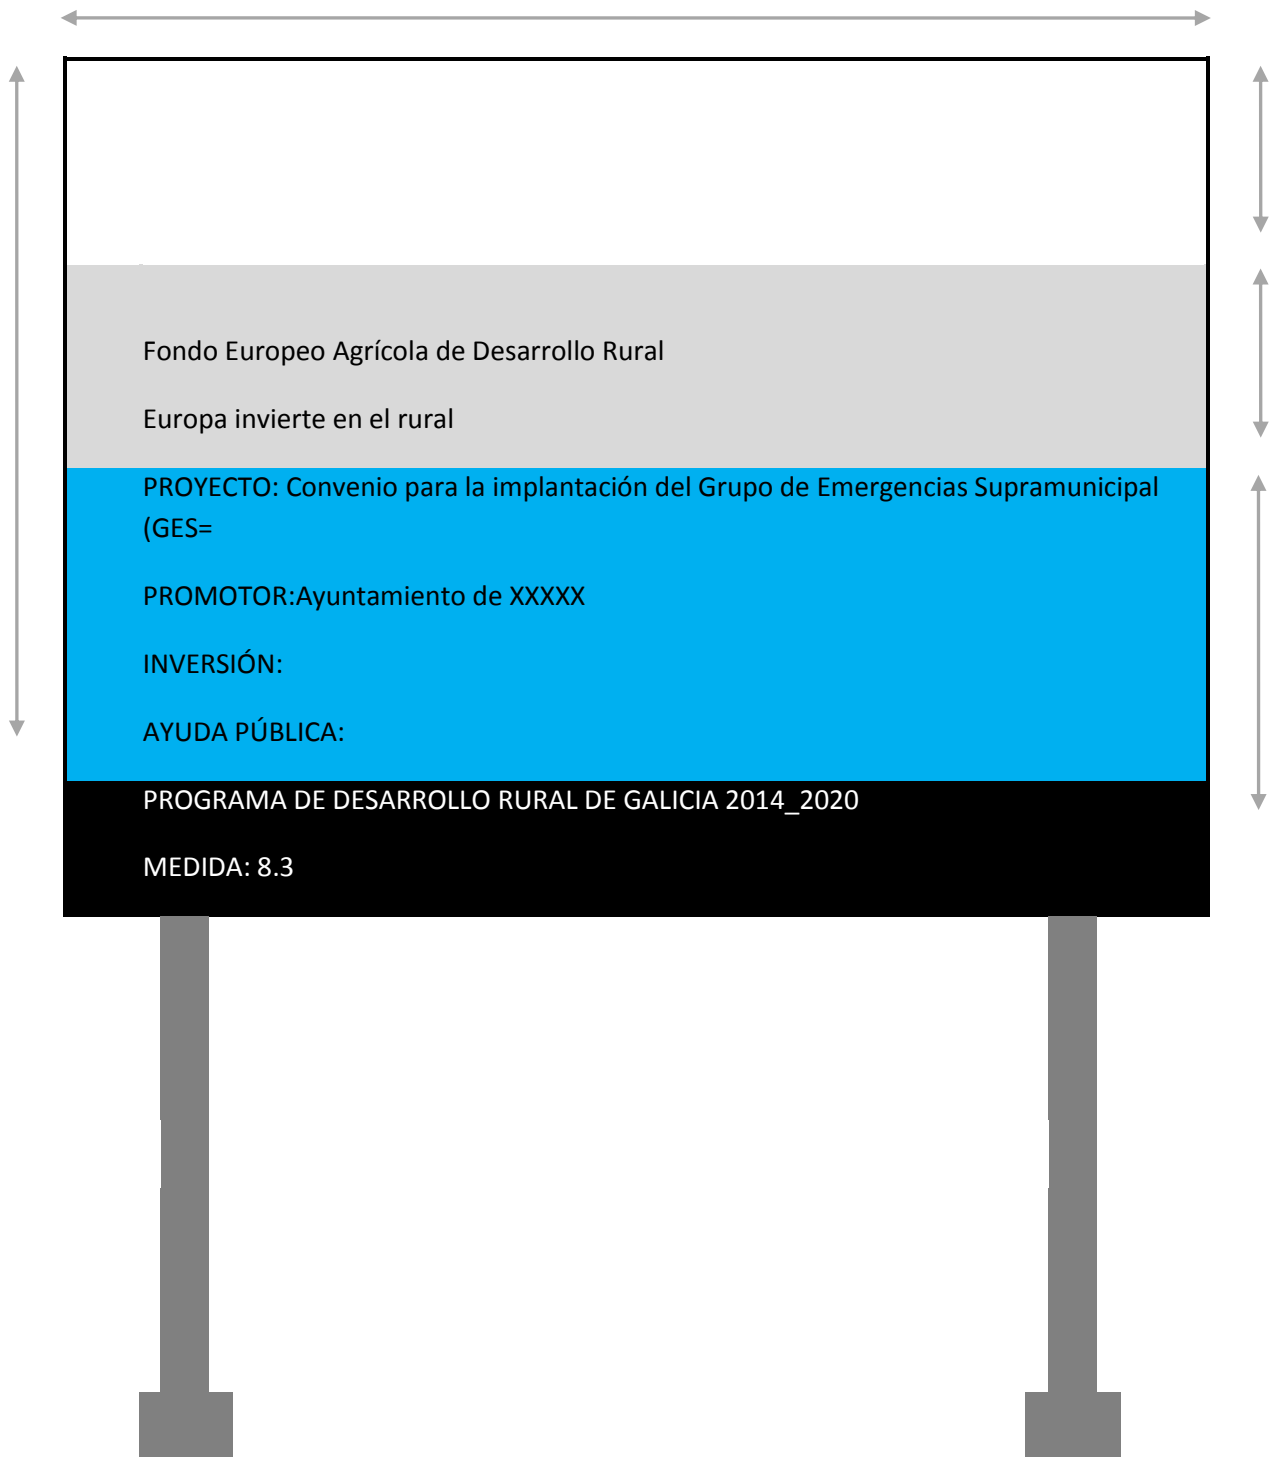 Fondo Europeo Agrícola de Desarrollo Rural
Europa invierte en el rural
PROYECTO: Convenio para la implantación del Grupo de Emergencias Supramunicipal
(GES=
PROMOTOR:Ayuntamiento de XXXXX
INVERSIÓN:
AYUDA PÚBLICA:
PROGRAMA DE DESARROLLO RURAL DE GALICIA 2014_2020
MEDIDA: 8.3